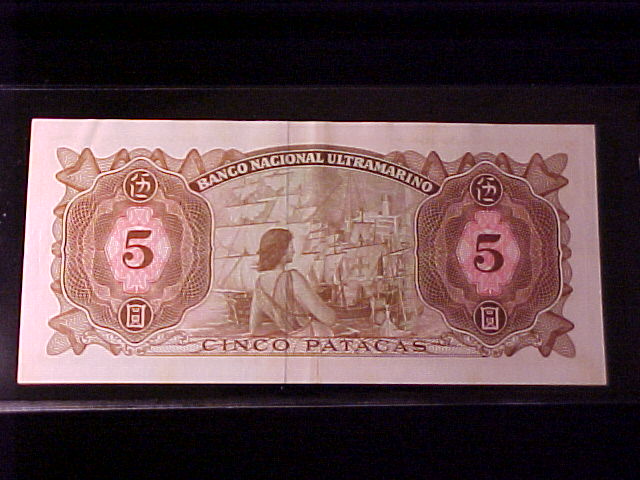 BANCO NACIONAL ULTRAMARINO
伍 伍
5 5
圓 圓
CINCO PATACAS